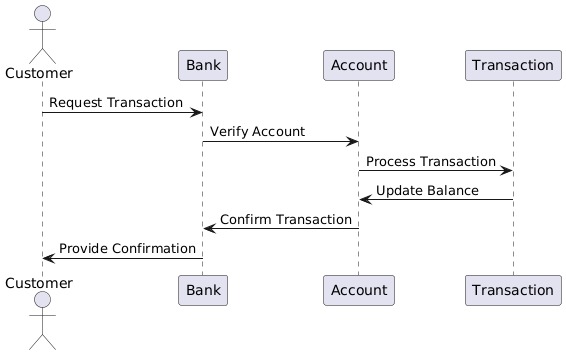 Customer
Bank
Account
Transaction
Request Transaction
Verify Account
Process Transaction
Update Balance
Confirm Transaction
Provide Confirmation
Customer
Bank
Account
Transaction